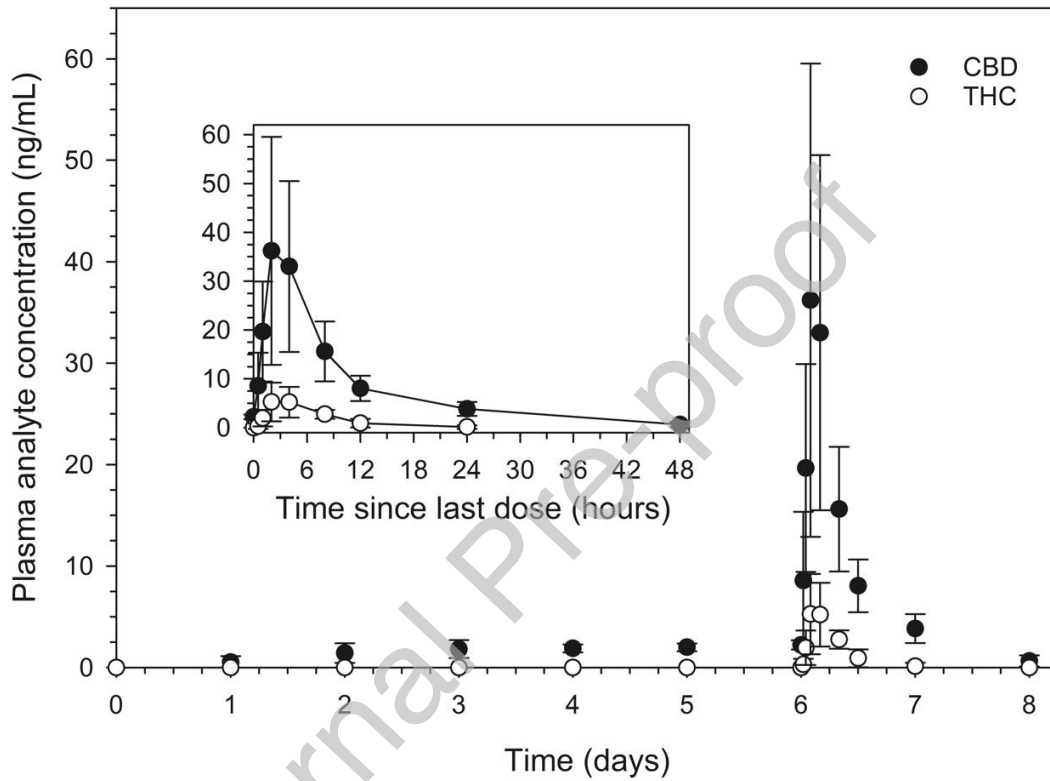 Plasma analyte concentration (ng/mL)
60
50
40
30
20
10
0
CBD
THC
60
50
40
30
20
10
0
0 6 12 18 24 30 36 42 48
Time since last dose (hours)
0 1 2 3 4 5 6 7 8
Time (days)
rnal Pre-proof